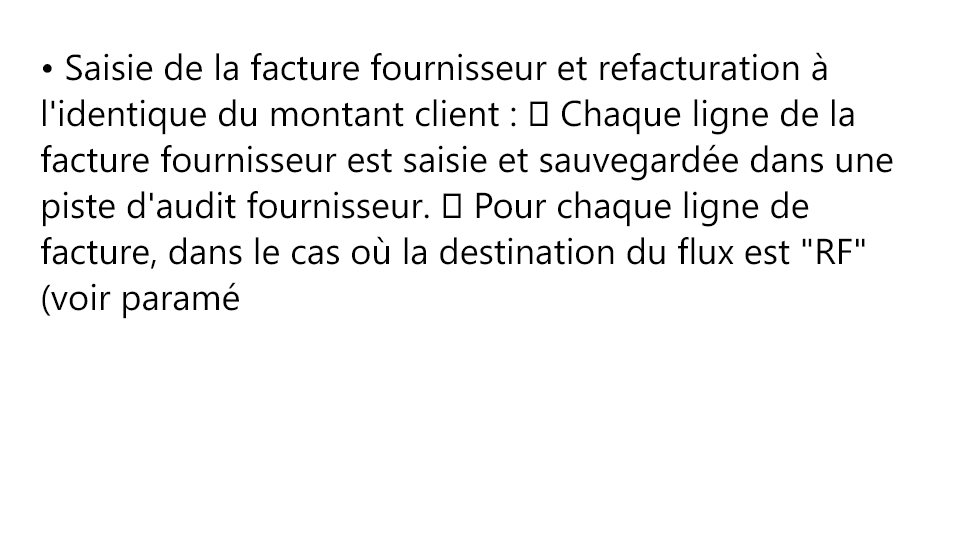 • Saisie de la facture fournisseur et refacturation à
l'identique du montant client : ▯ Chaque ligne de la
facture fournisseur est saisie et sauvegardée dans une
piste d'audit fournisseur. ▯ Pour chaque ligne de
facture, dans le cas où la destination du flux est "RF"
(voir paramé